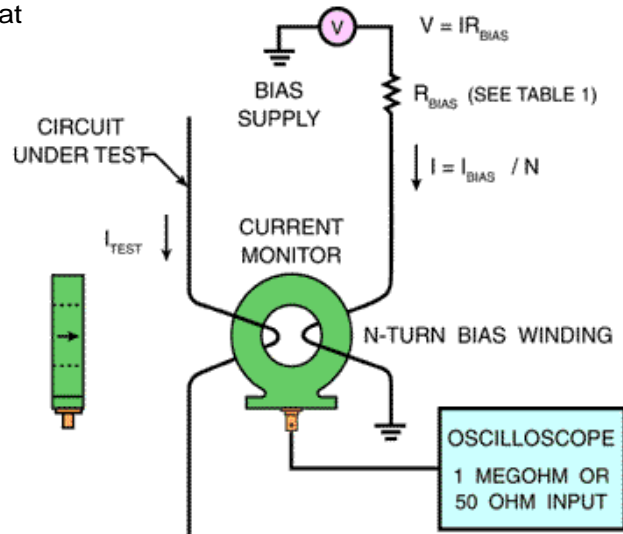 at
V
V = IR_BIAS
BIAS
SUPPLY
R_BIAS (SEE TABLE 1)
CIRCUIT
UNDER TEST
I = I_BIAS / N
I_TEST
CURRENT
MONITOR
N-TURN BIAS WINDING
OSCILLOSCOPE
1 MEGOHM OR
50 OHM INPUT